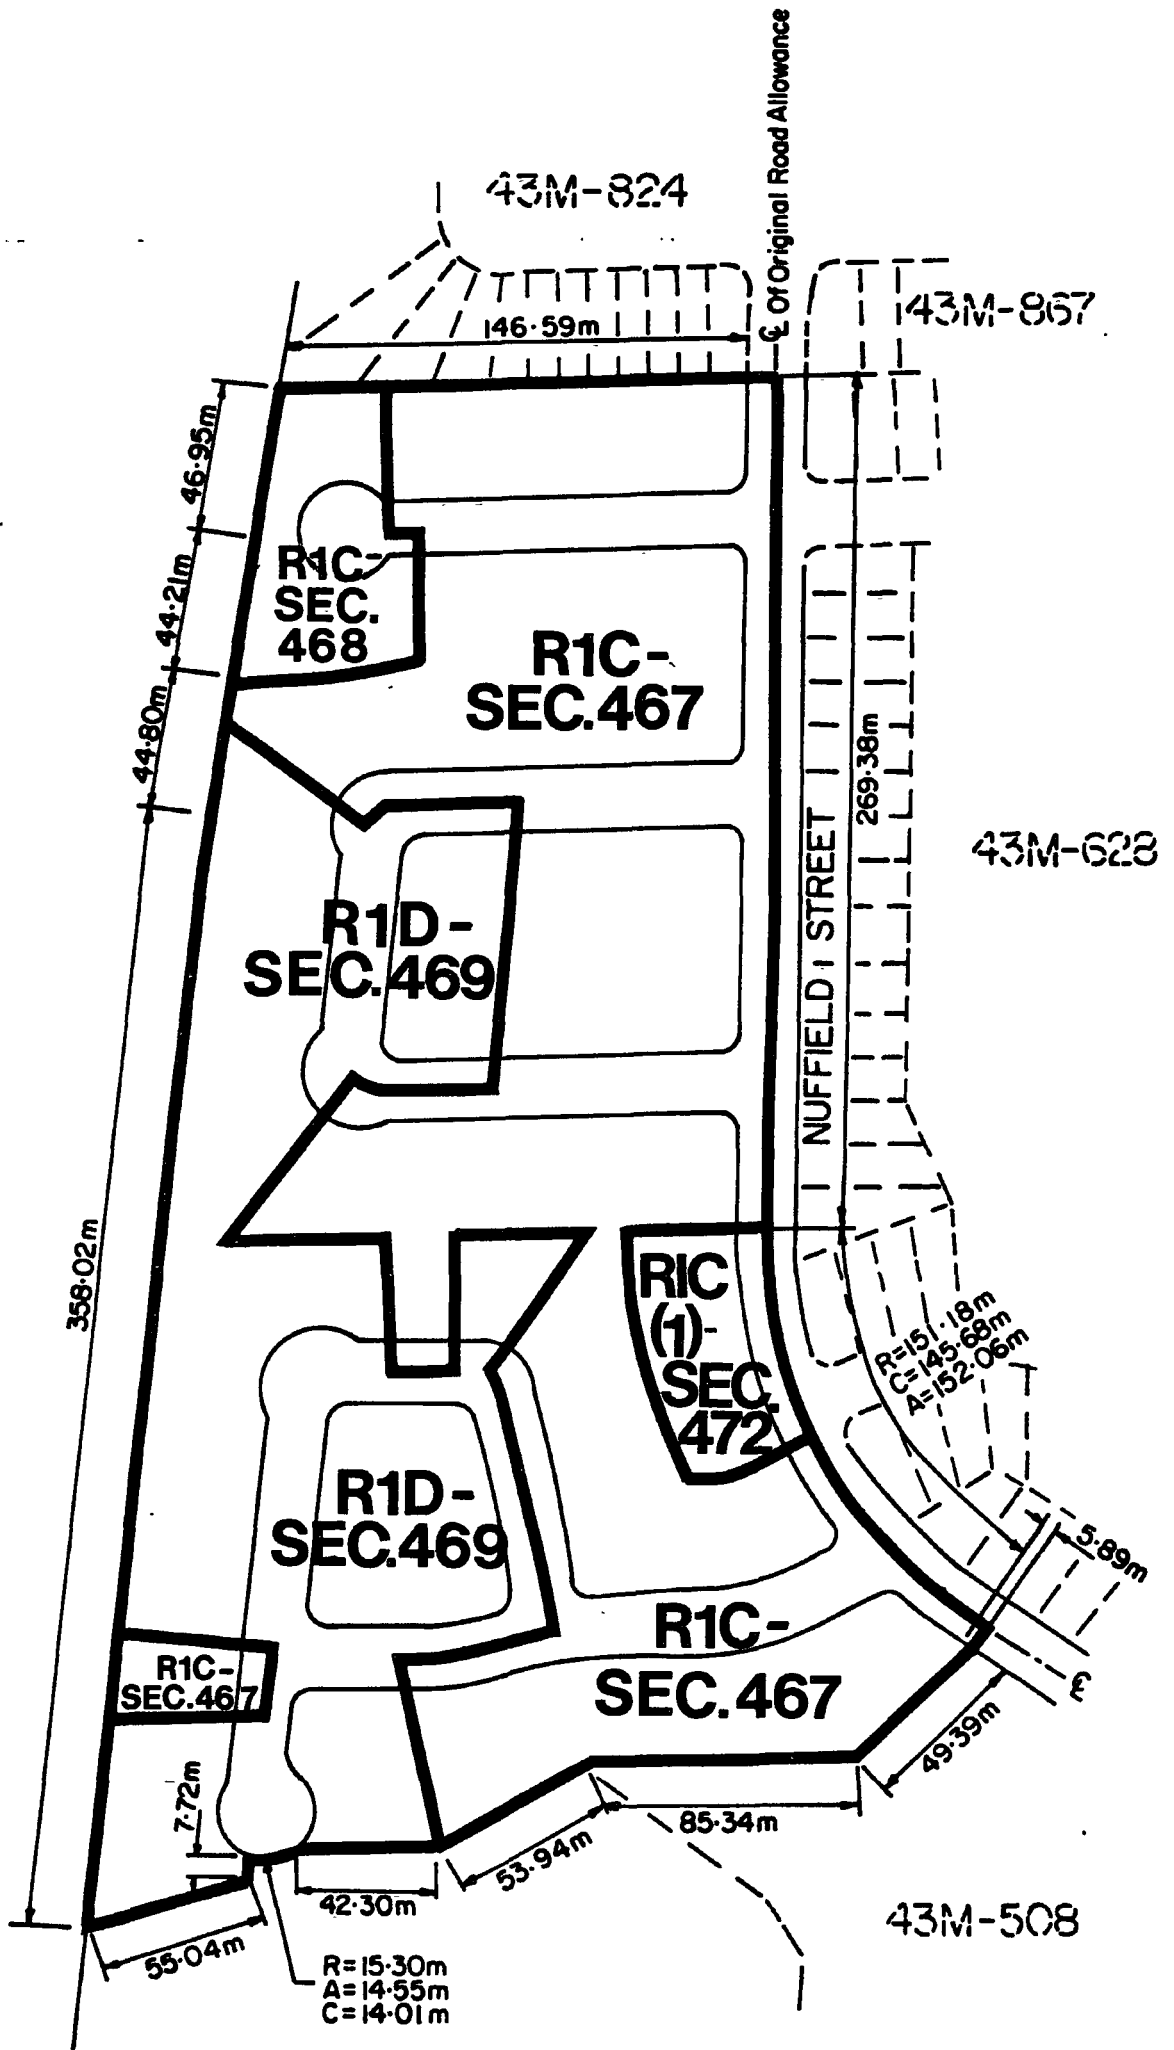 ℄ Of Original Road Allowance
43M-824
43M-867
146·59m
46·95m
44·21m
44·80m
R1C-
SEC.
468
R1C-
SEC.467
269·38m
NUFFIELD STREET
43M-628
R1D-
SEC.469
358·02m
R1C
(1)-
SEC.
472
R=151·18m
C=145·68m
A=152·06m
R1D-
SEC.469
5·89m
R1C-
SEC.467
R1C-
SEC.467
℄
49·39m
7·72m
85·34m
53·94m
42·30m
43M-508
55·04m
R=15·30m
A=14·55m
C=14·01m